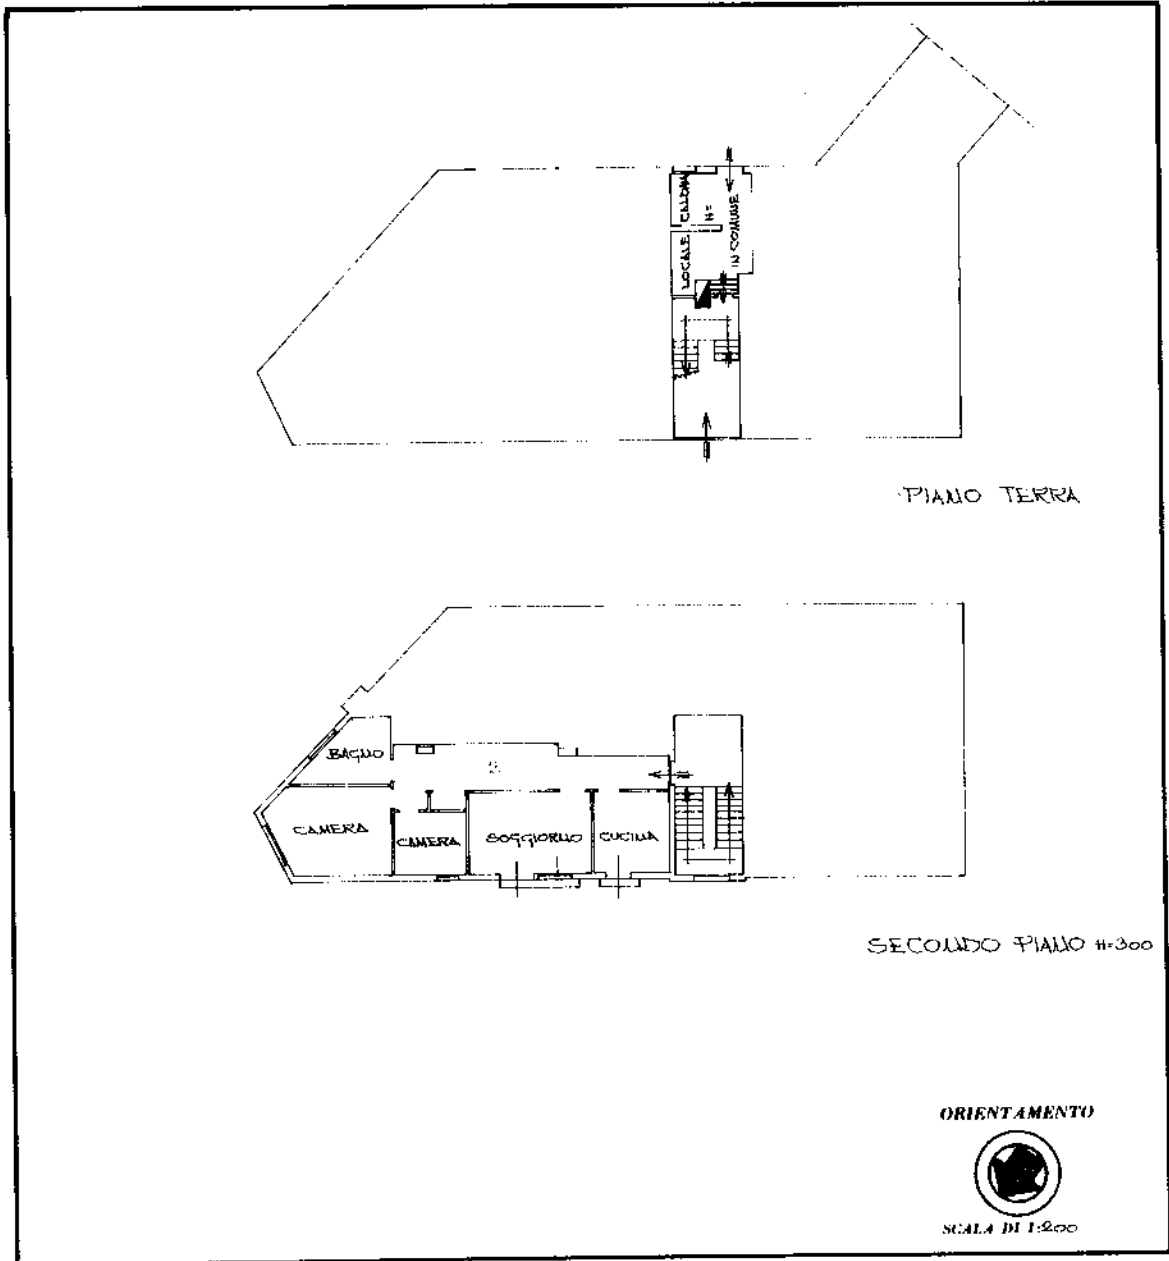 LOCALE CALDAIA
H=
IN COMUNE
PIANO TERRA
BAGNO
CAMERA
CAMERA
SOGGIORNO
CUCINA
SECONDO PIANO H=300
ORIENTAMENTO
SCALA DI 1:200